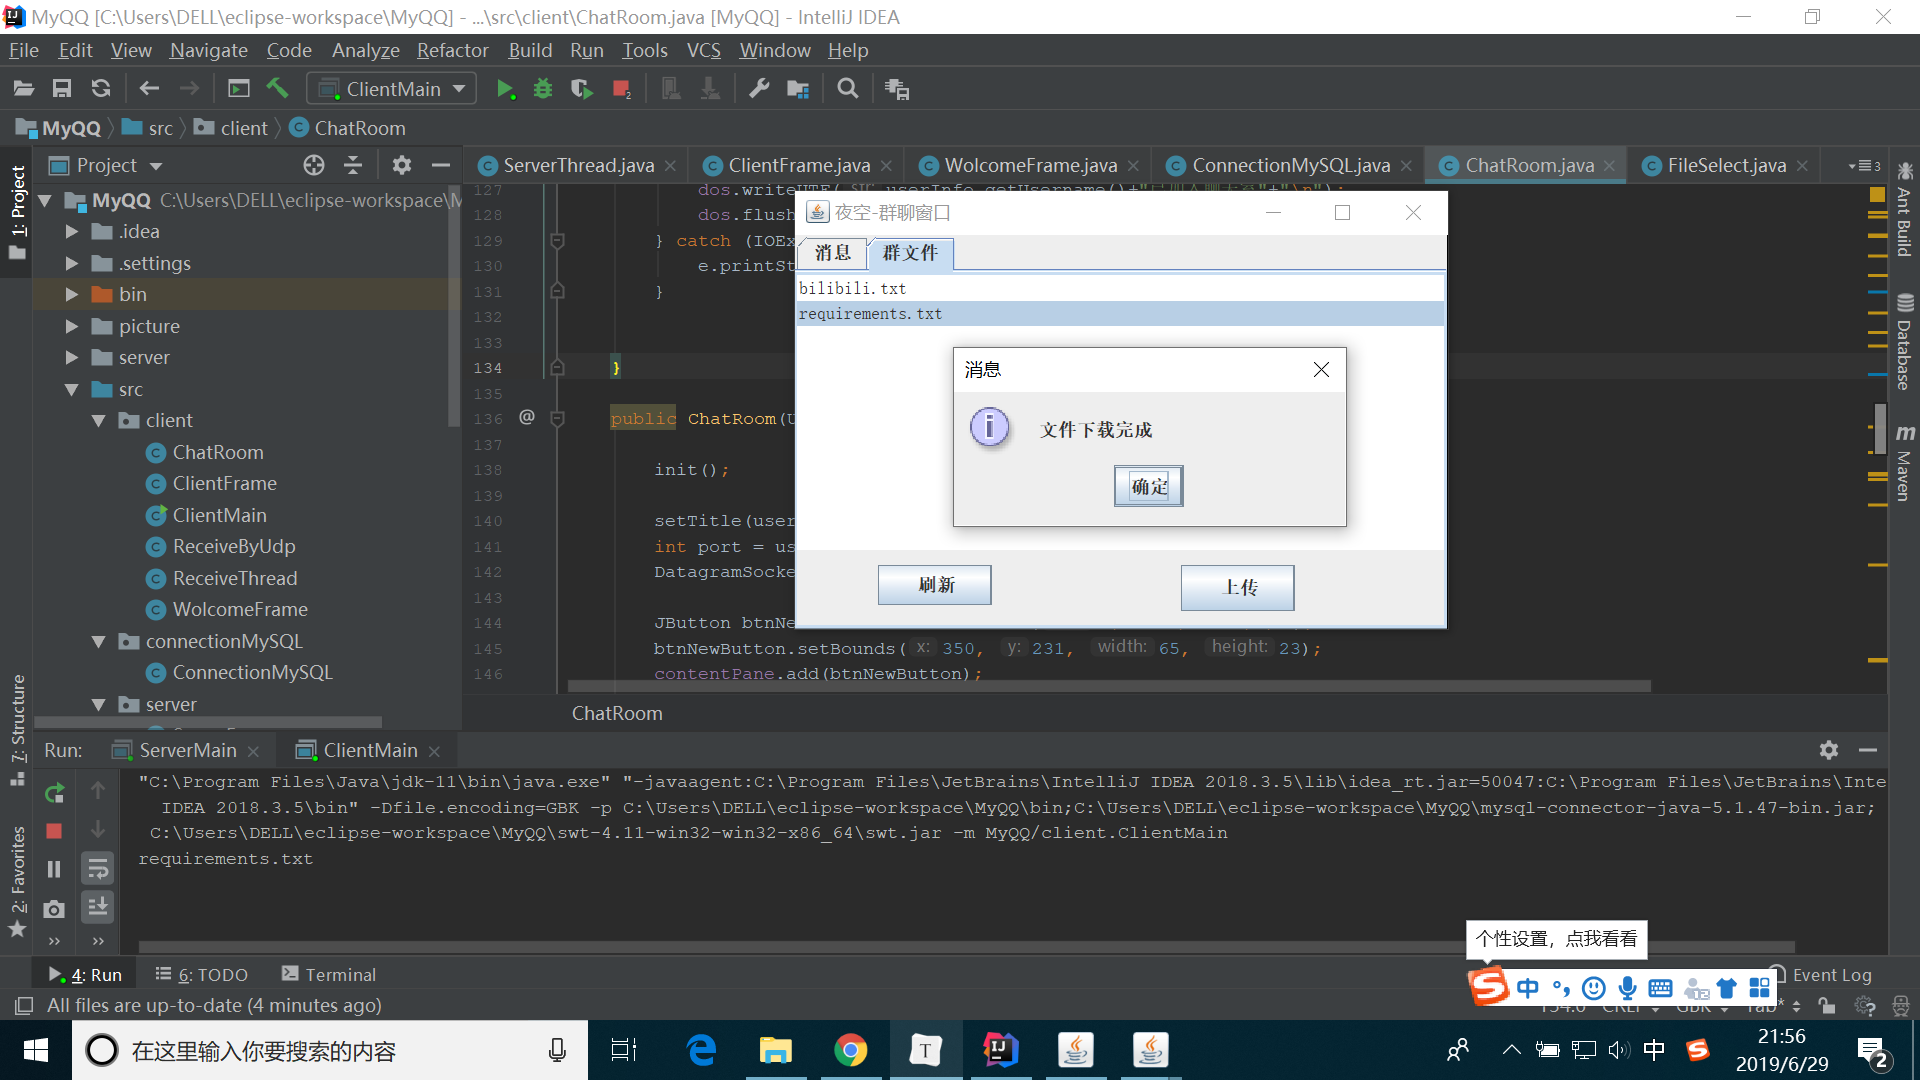 MyQQ [C:\Users\DELL\eclipse-workspace\MyQQ] - ...\src\client\ChatRoom.java [MyQQ] - IntelliJ IDEA
File Edit View Navigate Code Analyze Refactor Build Run Tools VCS Window Help
ClientMain
MyQQ src client ChatRoom
1: Project
7: Structure
2: Favorites
Project
MyQQ C:\Users\DELL\eclipse-workspace\M
.idea
.settings
bin
picture
server
src
client
ChatRoom
ClientFrame
ClientMain
ReceiveByUdp
ReceiveThread
WolcomeFrame
connectionMySQL
ConnectionMySQL
server
ServerThread.java ClientFrame.java WolcomeFrame.java ConnectionMySQL.java ChatRoom.java FileSelect.java 3
127 dos.writeUTF(
128 dos.flush
129 } catch (IOEx
130 e.printSt
131 }
132
133
134 }
135
136 @ public ChatRoom(U
137
138 init();
139
140 setTitle(user
141 int port = us
142 DatagramSocke
143
144 JButton btnNe
145 btnNewButton.setBounds( x: 350, y: 231, width: 65, height: 23);
146 contentPane.add(btnNewButton);
ChatRoom
夜空-群聊窗口
消息 群文件
bilibili.txt
requirements.txt
消息
文件下载完成
确定
刷新 上传
Ant Build
Database
Maven
Run: ServerMain ClientMain
"C:\Program Files\Java\jdk-11\bin\java.exe" "-javaagent:C:\Program Files\JetBrains\IntelliJ IDEA 2018.3.5\lib\idea_rt.jar=50047:C:\Program Files\JetBrains\Inte
IDEA 2018.3.5\bin" -Dfile.encoding=GBK -p C:\Users\DELL\eclipse-workspace\MyQQ\bin;C:\Users\DELL\eclipse-workspace\MyQQ\mysql-connector-java-5.1.47-bin.jar;
C:\Users\DELL\eclipse-workspace\MyQQ\swt-4.11-win32-win32-x86_64\swt.jar -m MyQQ/client.ClientMain
requirements.txt
个性设置，点我看看
4: Run 6: TODO Terminal Event Log
中
All files are up-to-date (4 minutes ago)
在这里输入你要搜索的内容
中
21:56
2019/6/29
2